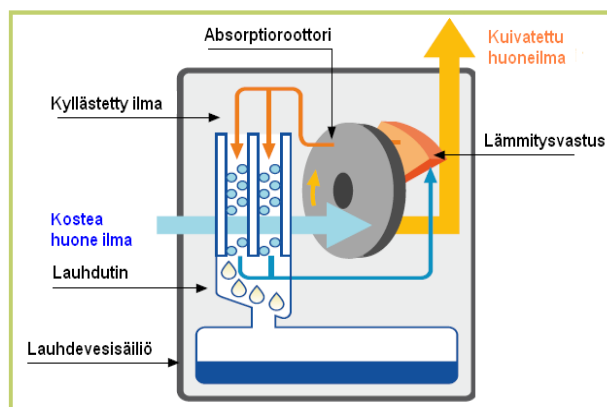 Absorptioroottori
Kuivatettu
huoneilma
Kyllästetty ilma
Lämmitysvastus
Kostea
huone ilma
Lauhdutin
Lauhdevesisäiliö